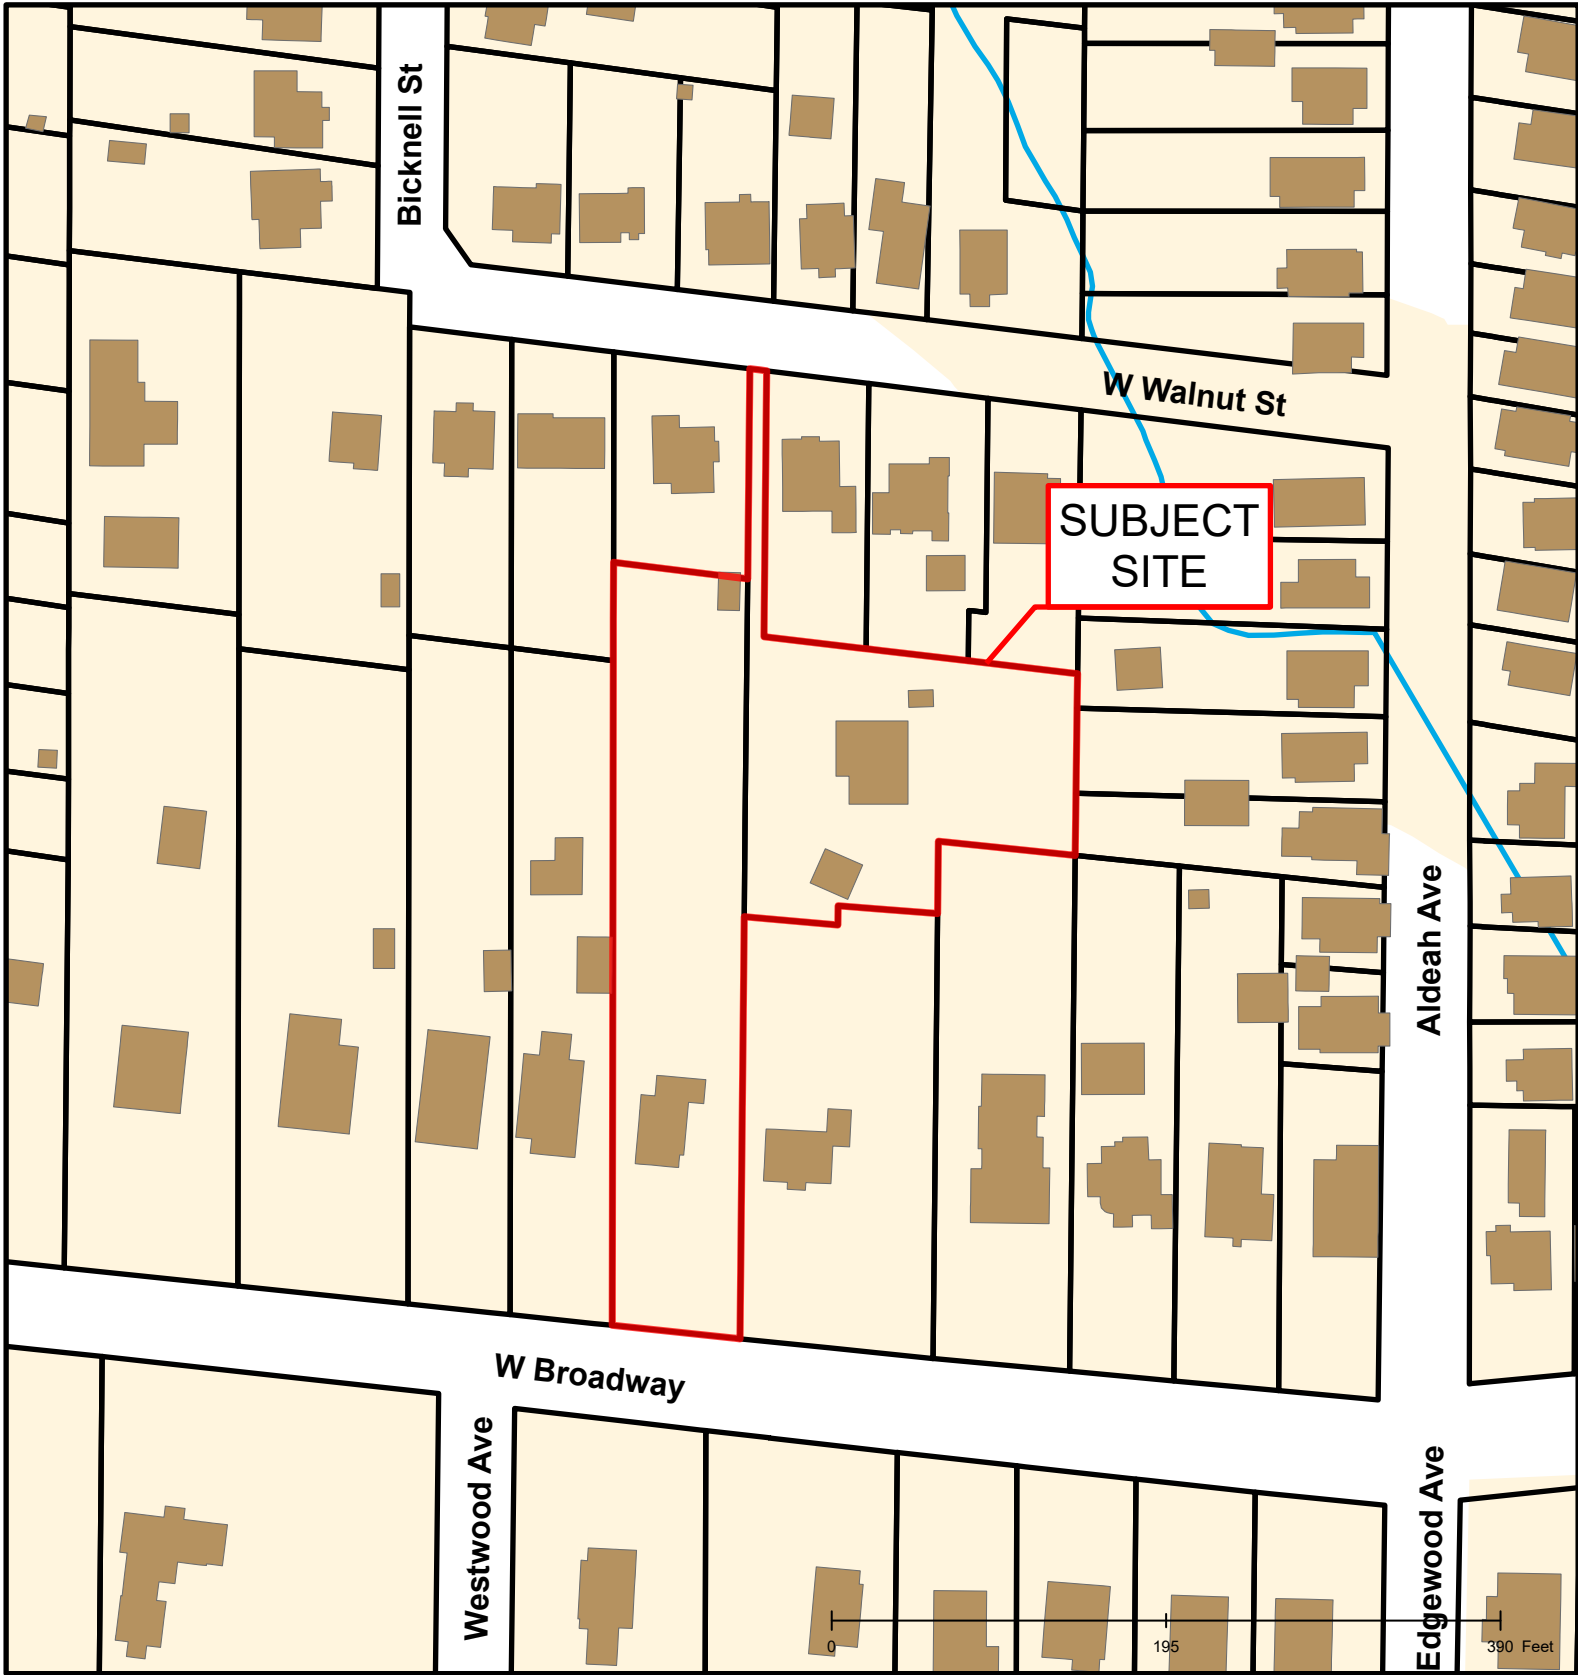 Bicknell St
W Walnut St
SUBJECT
SITE
Aldeah Ave
W Broadway
Westwood Ave
Edgewood Ave
0 195 390 Feet